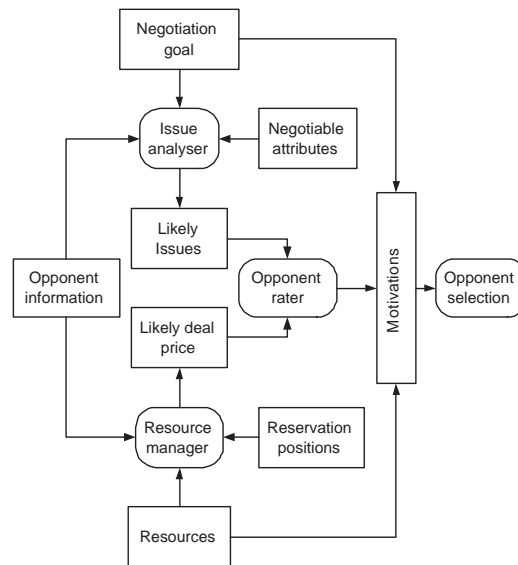 Negotiation
goal
Issue
analyser
Negotiable
attributes
Likely
Issues
Opponent
information
Opponent
rater
Motivations
Opponent
selection
Likely deal
price
Resource
manager
Reservation
positions
Resources